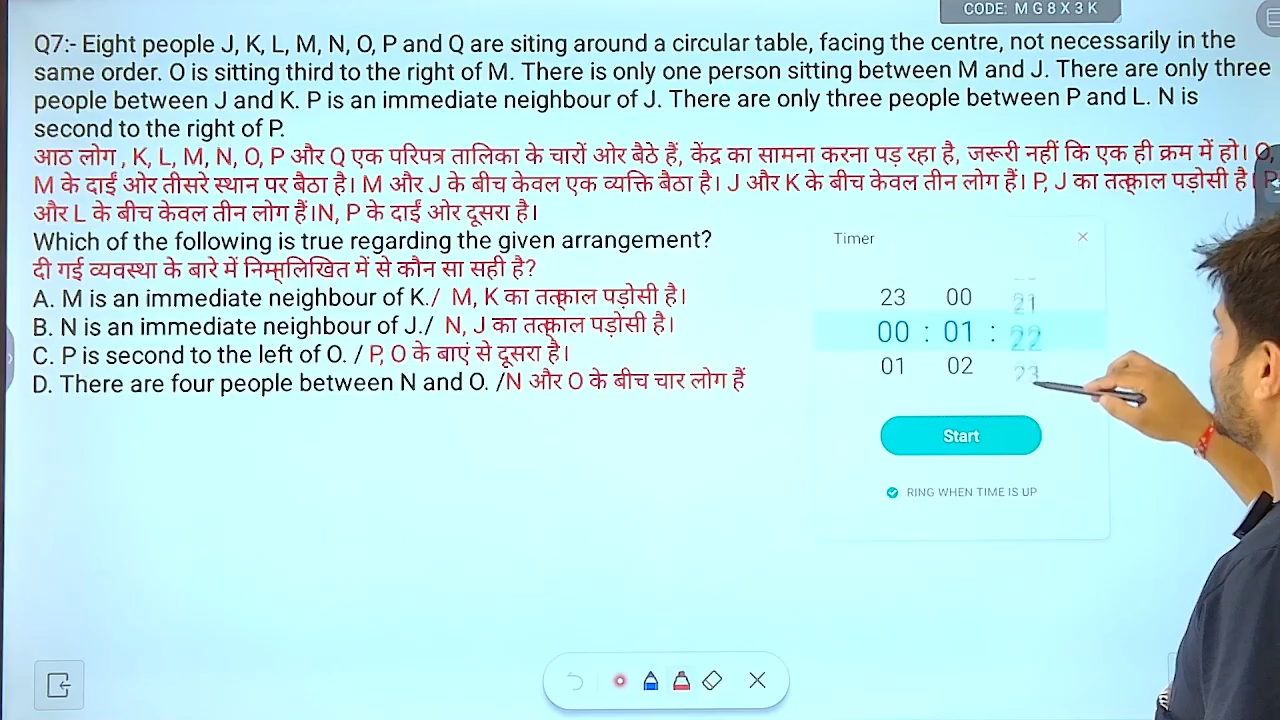 CODE: M G 8 X 3 K
Q7:- Eight people J, K, L, M, N, O, P and Q are siting around a circular table, facing the centre, not necessarily in the
same order. O is sitting third to the right of M. There is only one person sitting between M and J. There are only three
people between J and K. P is an immediate neighbour of J. There are only three people between P and L. N is
second to the right of P.
आठ लोग , K, L, M, N, O, P और Q एक परिपत्र तालिका के चारों ओर बैठे हैं, केंद्र का सामना करना पड़ रहा है, जरूरी नहीं कि एक ही क्रम में हो। O,
M के दाईं ओर तीसरे स्थान पर बैठा है। M और J के बीच केवल एक व्यक्ति बैठा है। J और K के बीच केवल तीन लोग हैं। P, J का तत्काल पड़ोसी है। P
और L के बीच केवल तीन लोग हैं।N, P के दाईं ओर दूसरा है।
Which of the following is true regarding the given arrangement?
दी गई व्यवस्था के बारे में निम्नलिखित में से कौन सा सही है?
A. M is an immediate neighbour of K./ M, K का तत्काल पड़ोसी है।
B. N is an immediate neighbour of J./ N, J का तत्काल पड़ोसी है।
C. P is second to the left of O. / P, O के बाएं से दूसरा है।
D. There are four people between N and O. /N और O के बीच चार लोग हैं
Timer
23 00 21
00 : 01 : 22
01 02 23
Start
RING WHEN TIME IS UP